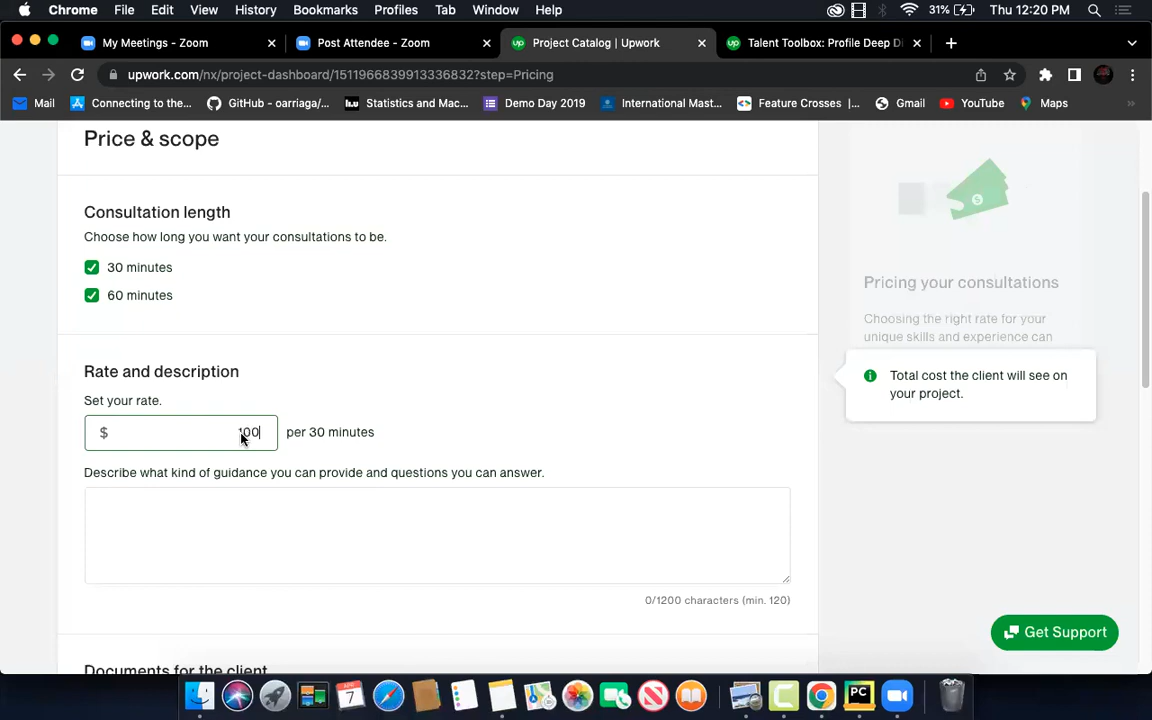 Chrome File Edit View History Bookmarks Profiles Tab Window Help 31% Thu 12:20 PM
My Meetings - Zoom
Post Attendee - Zoom
Project Catalog | Upwork
Talent Toolbox: Profile Deep Di
upwork.com/nx/project-dashboard/1511966839913336832?step=Pricing
Mail
Connecting to the...
GitHub - oarriaga/...
Statistics and Mac...
Demo Day 2019
International Mast...
Feature Crosses |...
Gmail
YouTube
Maps
Price & scope
Consultation length
Choose how long you want your consultations to be.
30 minutes
60 minutes
Rate and description
Set your rate.
$ 100 per 30 minutes
Describe what kind of guidance you can provide and questions you can answer.
0/1200 characters (min. 120)
Documents for the client
Pricing your consultations
Choosing the right rate for your
unique skills and experience can
Total cost the client will see on
your project.
Get Support
7
PC